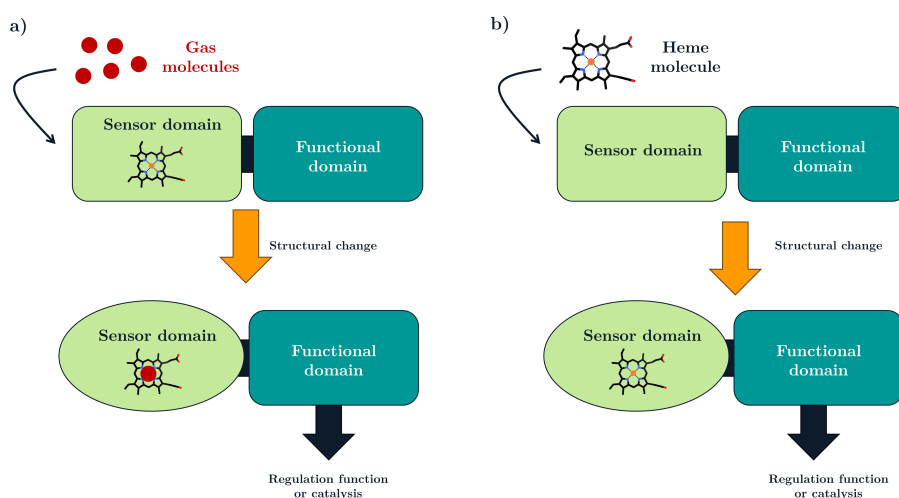 a)
Gas
molecules
Sensor domain
Functional
domain
Structural change
Sensor domain
Functional
domain
Regulation function
or catalysis
b)
Heme
molecule
Sensor domain
Functional
domain
Structural change
Sensor domain
Functional
domain
Regulation function
or catalysis